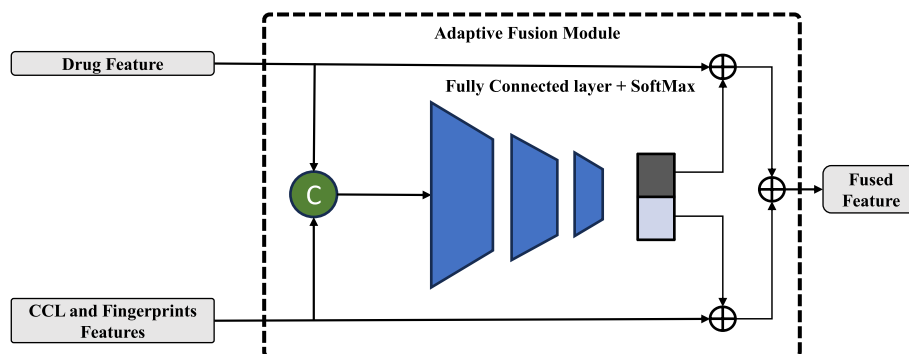 Adaptive Fusion Module
Drug Feature
Fully Connected layer + SoftMax
C
Fused
Feature
CCL and Fingerprints
Features